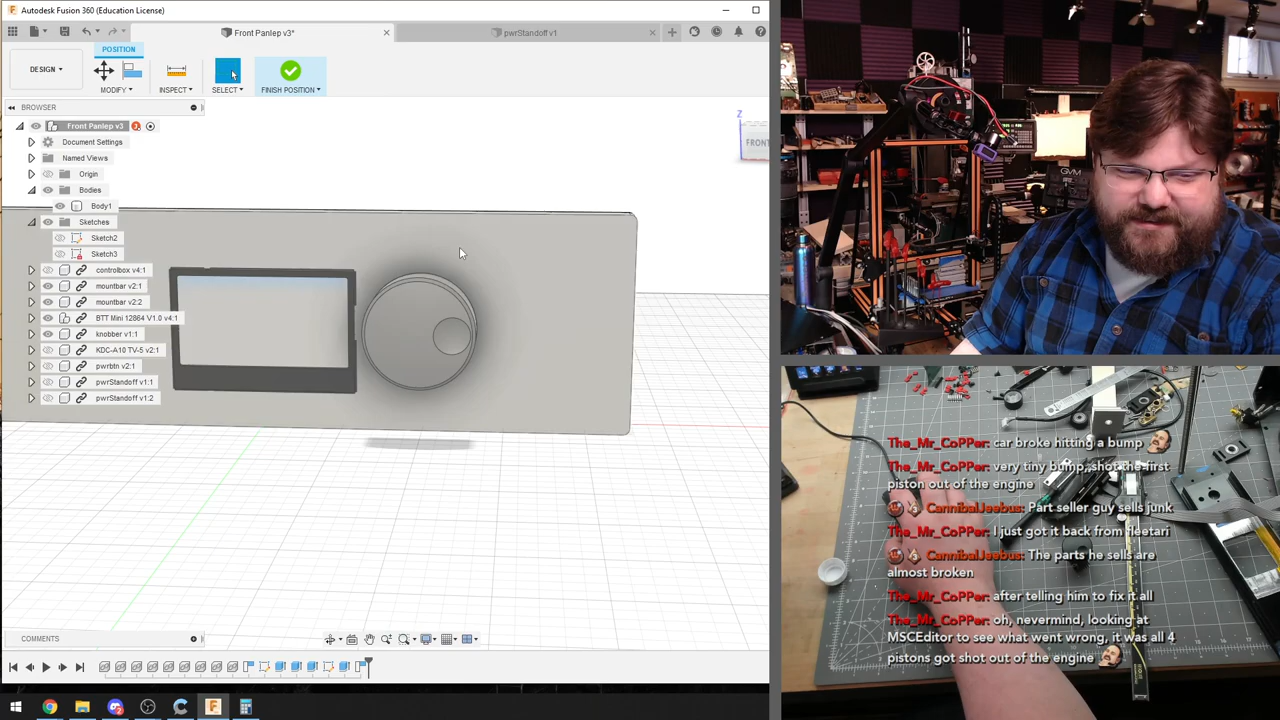 Autodesk Fusion 360 (Education License)
Front Panlep v3*
pwrStandoff v1
POSITION
DESIGN
MODIFY
INSPECT
SELECT
FINISH POSITION
BROWSER
Front Panlep v3
Document Settings
Named Views
Origin
Bodies
Body1
Sketches
Sketch2
Sketch3
controlbox v4:1
mountbar v2:1
mountbar v2:2
BTT Mini 12864 V1.0 v4:1
knobber v1:1
KDC-A10 TV-5 v2:1
pwrbtn v2:1
pwrStandoff v1:1
pwrStandoff v1:2
Z
FRONT
COMMENTS
GVM
The_Mr_CoPPer: car broke hitting a bump
The_Mr_CoPPer: very tiny bump, shot the first
piston out of the engine
CannibalJeebus: Part seller guy sells junk
The_Mr_CoPPer: I just got it back from fleetari
CannibalJeebus: The parts he sells are
almost broken
The_Mr_CoPPer: after telling him to fix it all
The_Mr_CoPPer: oh, nevermind, looking at
MSCEditor to see what went wrong, it was all 4
pistons got shot out of the engine